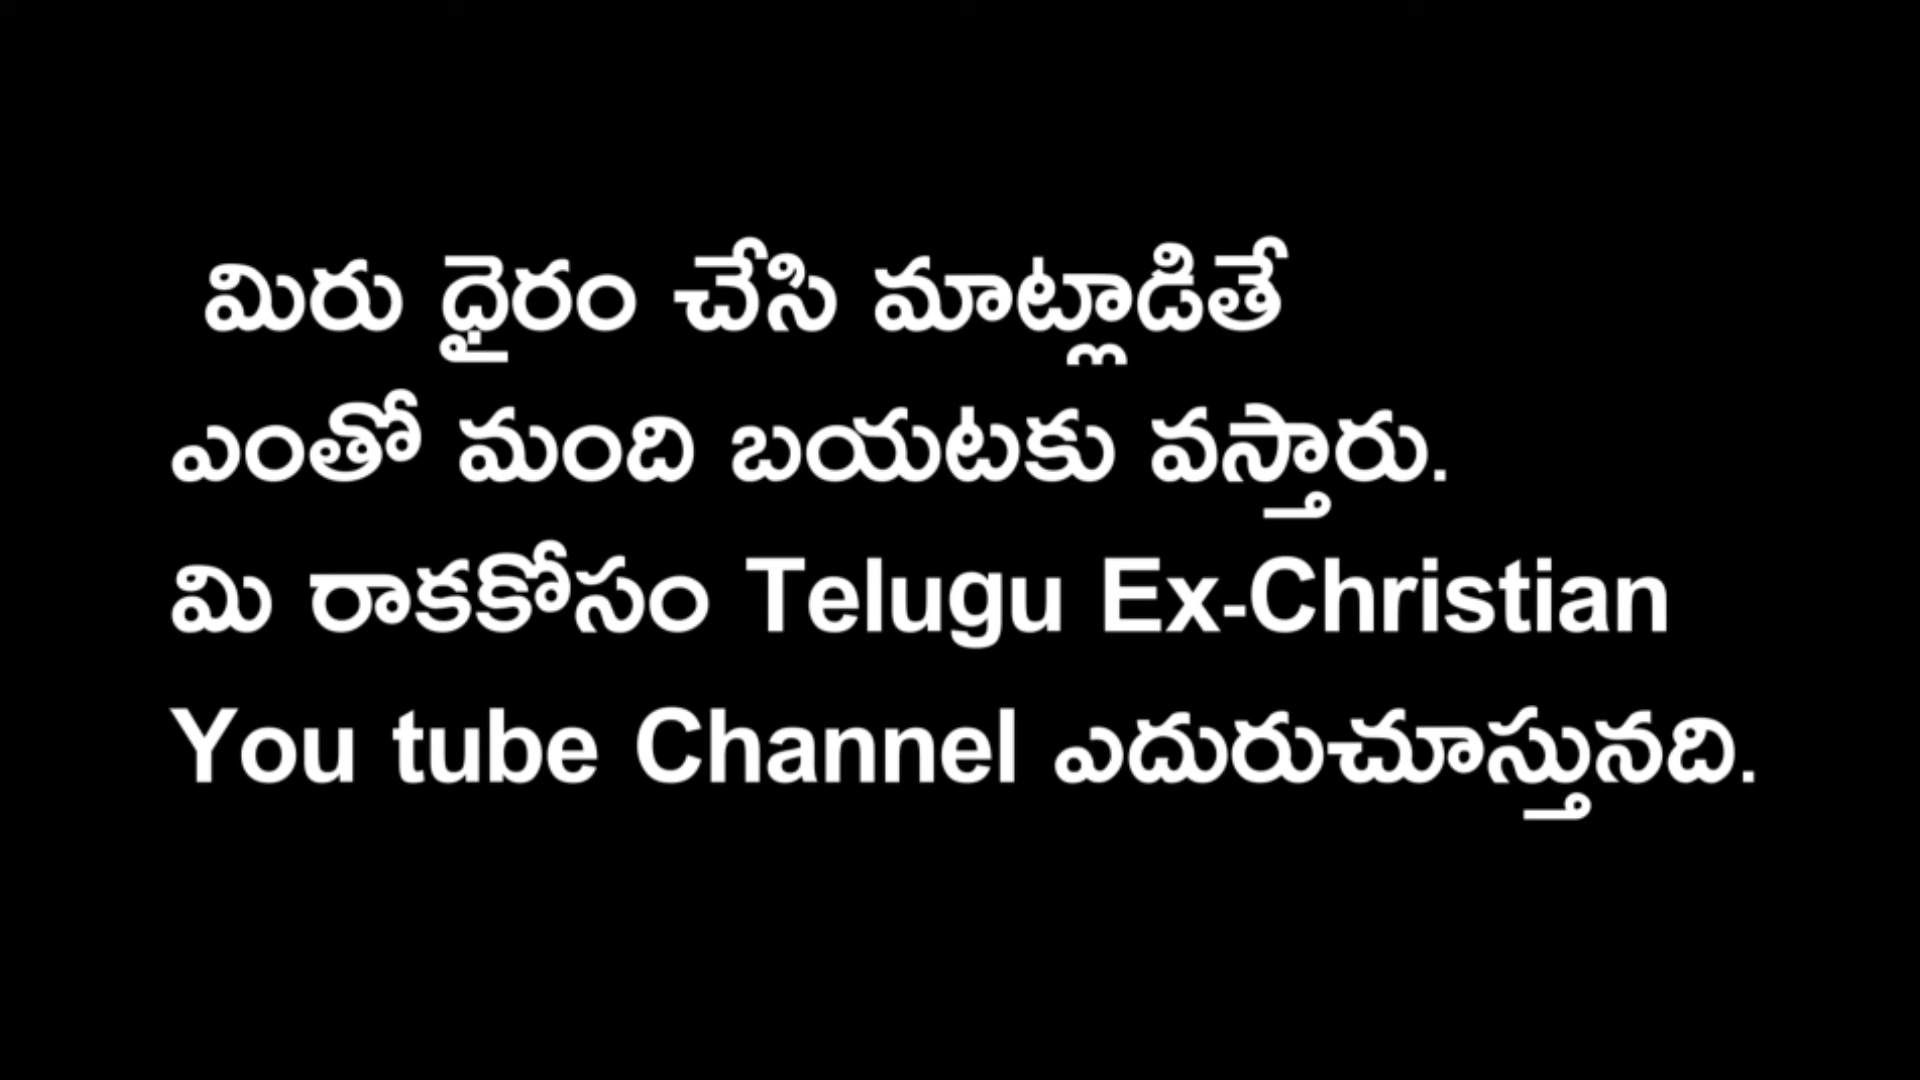 మిరు ధైరం చేసి మాట్లాడితే
ఎంతో మంది బయటకు వస్తారు.
మి రాకకోసం Telugu Ex-Christian
You tube Channel ఎదురుచూస్తునది.